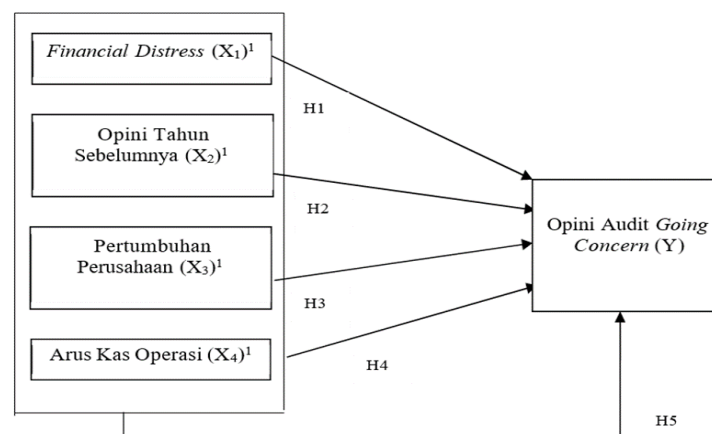 Financial Distress (X₁)¹
H1
Opini Tahun
Sebelumnya (X₂)¹
H2
Opini Audit Going
Concern (Y)
Pertumbuhan
Perusahaan (X₃)¹
H3
Arus Kas Operasi (X₄)¹
H4
H5